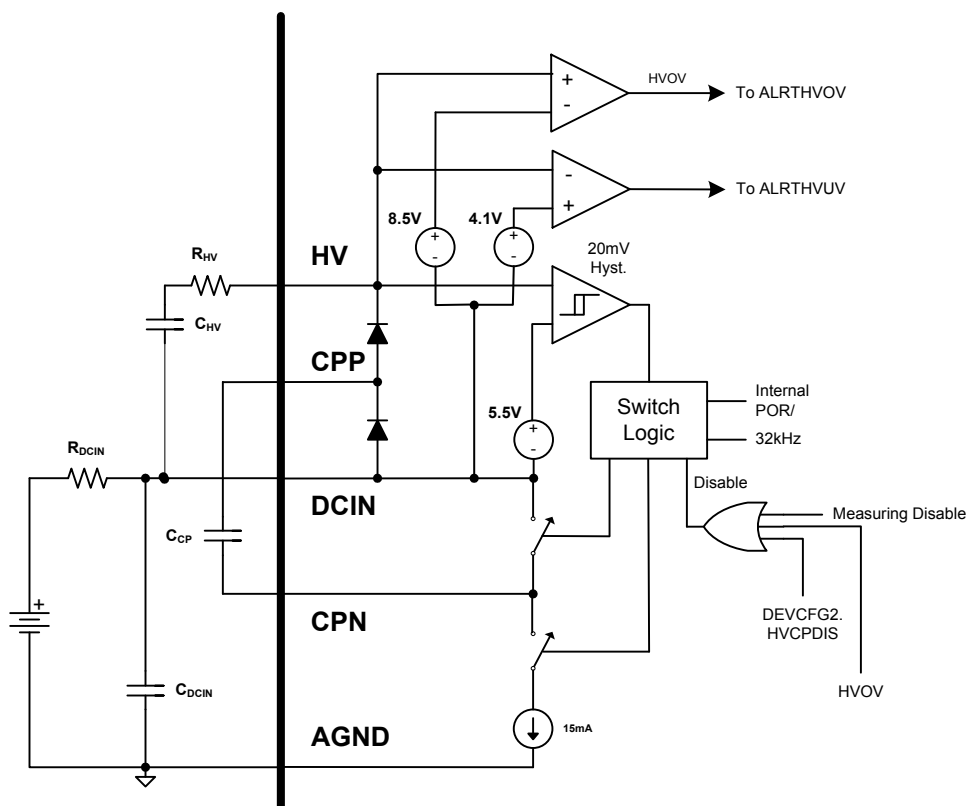 HVOV
To ALRTHVOV
+
-
-
+
To ALRTHVUV
8.5V
4.1V
+
-
+
-
20mV
Hyst.
HV
RHV
CHV
CPP
5.5V
+
-
Switch
Logic
Internal
POR/
32kHz
RDCIN
DCIN
Disable
Measuring Disable
CCP
+
CPN
DEVCFG2.
HVCPDIS
HVOV
CDCIN
AGND
15mA